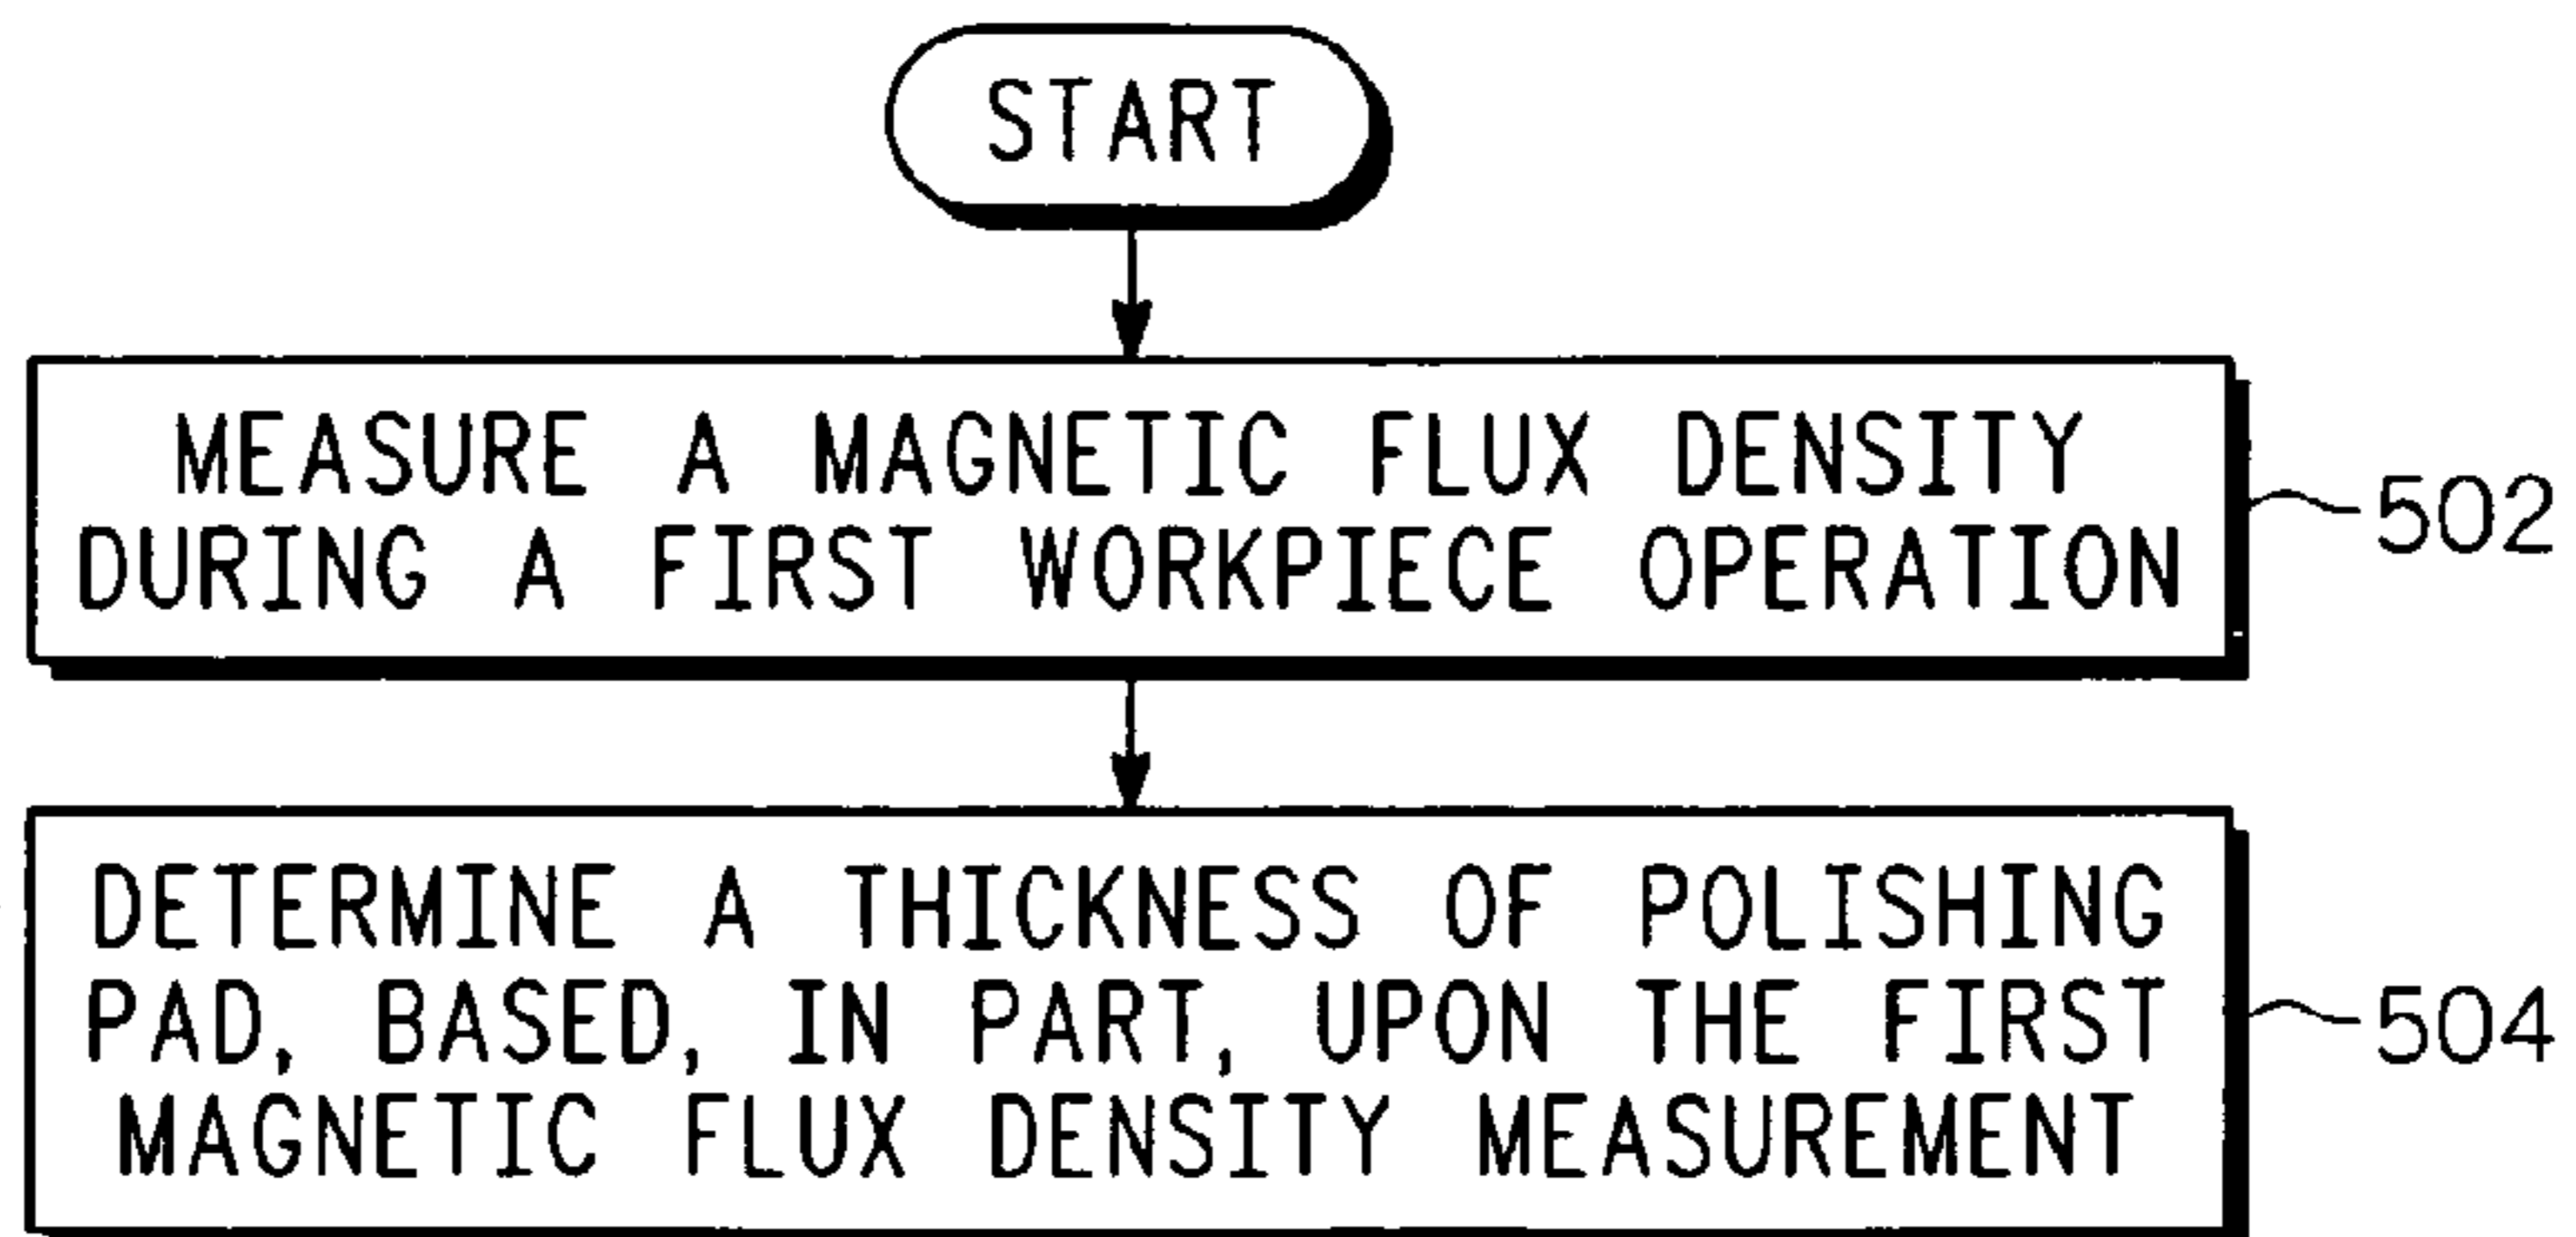 START
MEASURE A MAGNETIC FLUX DENSITY
DURING A FIRST WORKPIECE OPERATION
502
DETERMINE A THICKNESS OF POLISHING
PAD, BASED, IN PART, UPON THE FIRST
MAGNETIC FLUX DENSITY MEASUREMENT
504